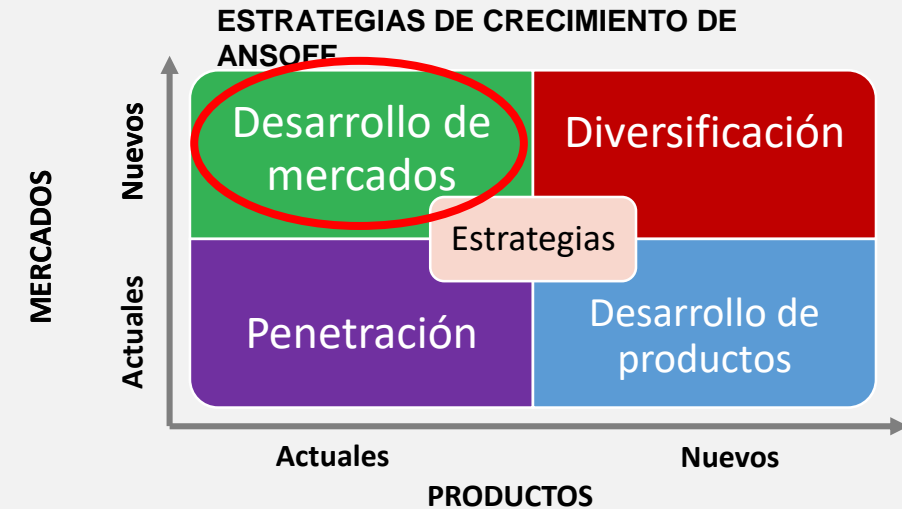 ESTRATEGIAS DE CRECIMIENTO DE
ANSOFF
MERCADOS
Nuevos
Actuales
Desarrollo de
mercados
Diversificación
Estrategias
Penetración
Desarrollo de
productos
Actuales
Nuevos
PRODUCTOS